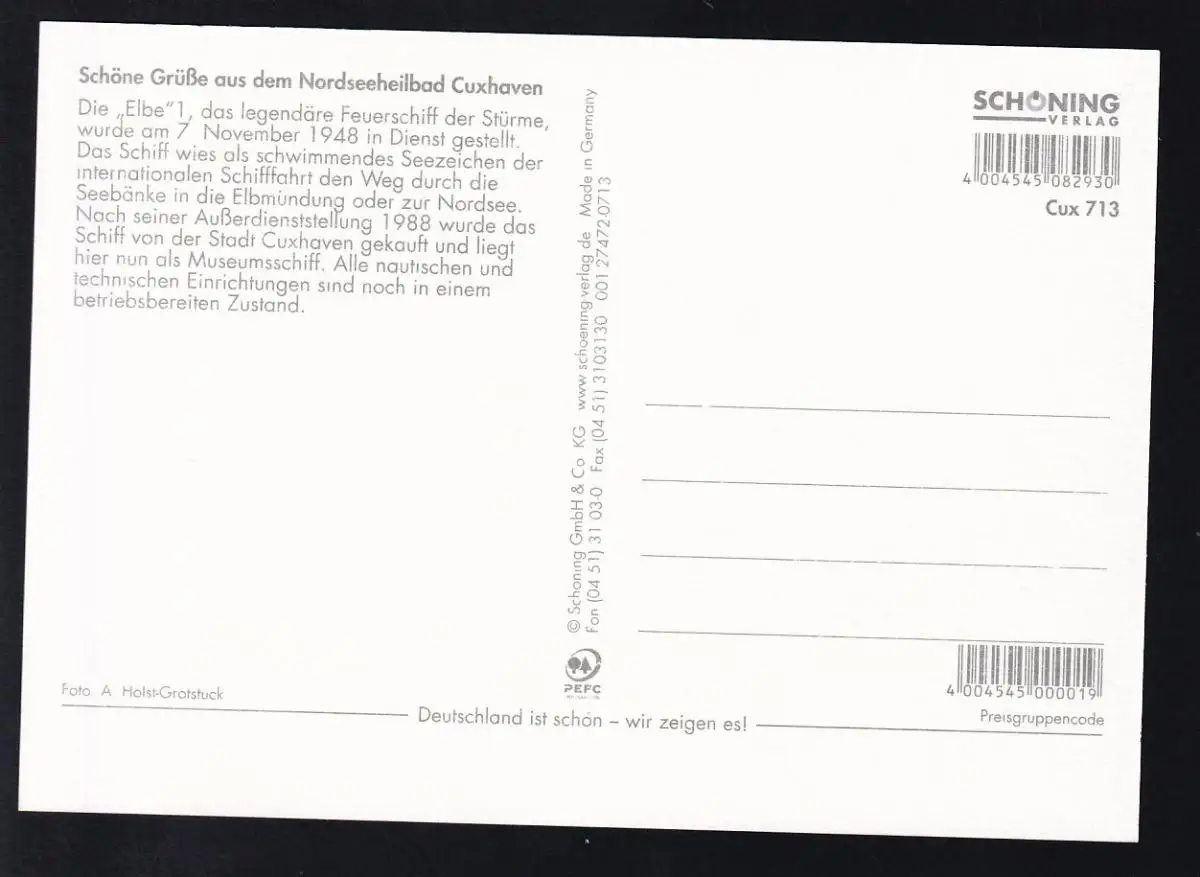 Schöne Grüße aus dem Nordseeheilbad Cuxhaven
Die „Elbe"1, das legendäre Feuerschiff der Stürme,
wurde am 7 November 1948 in Dienst gestellt.
Das Schiff wies als schwimmendes Seezeichen der
internationalen Schifffahrt den Weg durch die
Seebänke in die Elbmündung oder zur Nordsee.
Nach seiner Außerdienststellung 1988 wurde das
Schiff von der Stadt Cuxhaven gekauft und liegt
hier nun als Museumsschiff. Alle nautischen und
technischen Einrichtungen sind noch in einem
betriebsbereiten Zustand.
Foto A Holst-Grotstuck
© Schöning GmbH & Co KG www.schoening-verlag de Made in Germany
Fon (04 51) 31 03-0 Fax (04 51) 3103130 001 27472.0713
PEFC
SCHÖNING
VERLAG
4 004545 082930
Cux 713
4 004545 000019
Preisgruppencode
Deutschland ist schön – wir zeigen es!